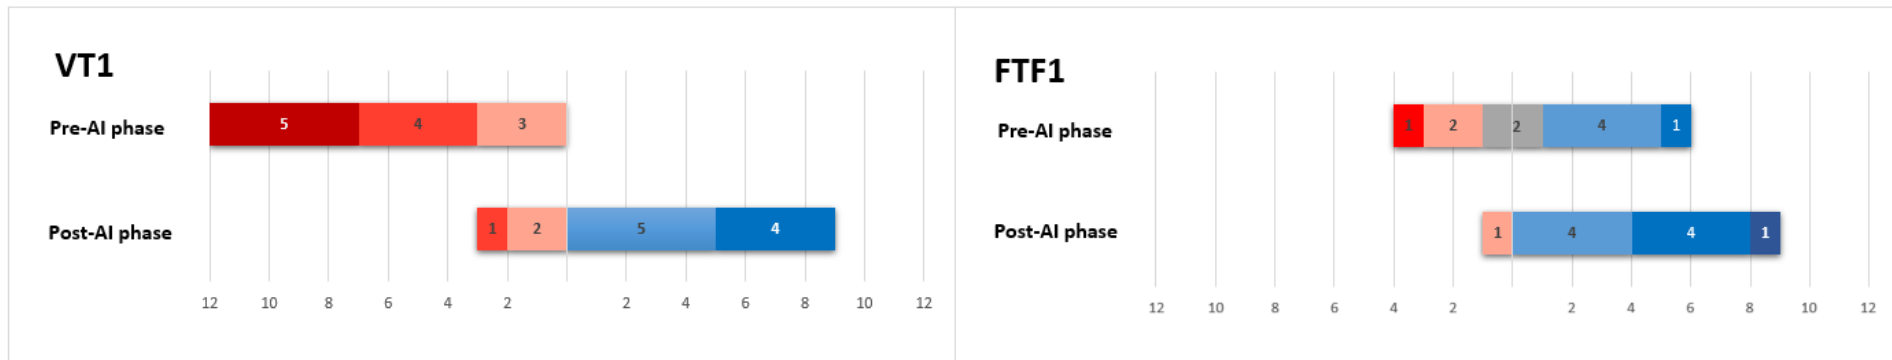 VT1
Pre-AI phase
5 4 3
Post-AI phase
1 2 5 4
12 10 8 6 4 2 2 4 6 8 10 12
FTF1
Pre-AI phase
1 2 2 4 1
Post-AI phase
1 4 4 1
12 10 8 6 4 2 2 4 6 8 10 12